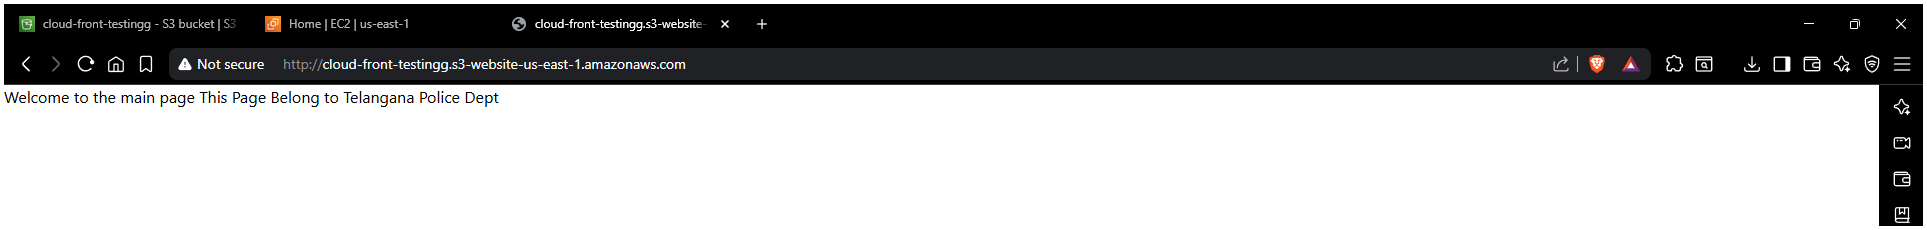 cloud-front-testingg - S3 bucket | S3
Home | EC2 | us-east-1
cloud-front-testingg.s3-website-
Not secure
http://cloud-front-testingg.s3-website-us-east-1.amazonaws.com
Welcome to the main page This Page Belong to Telangana Police Dept